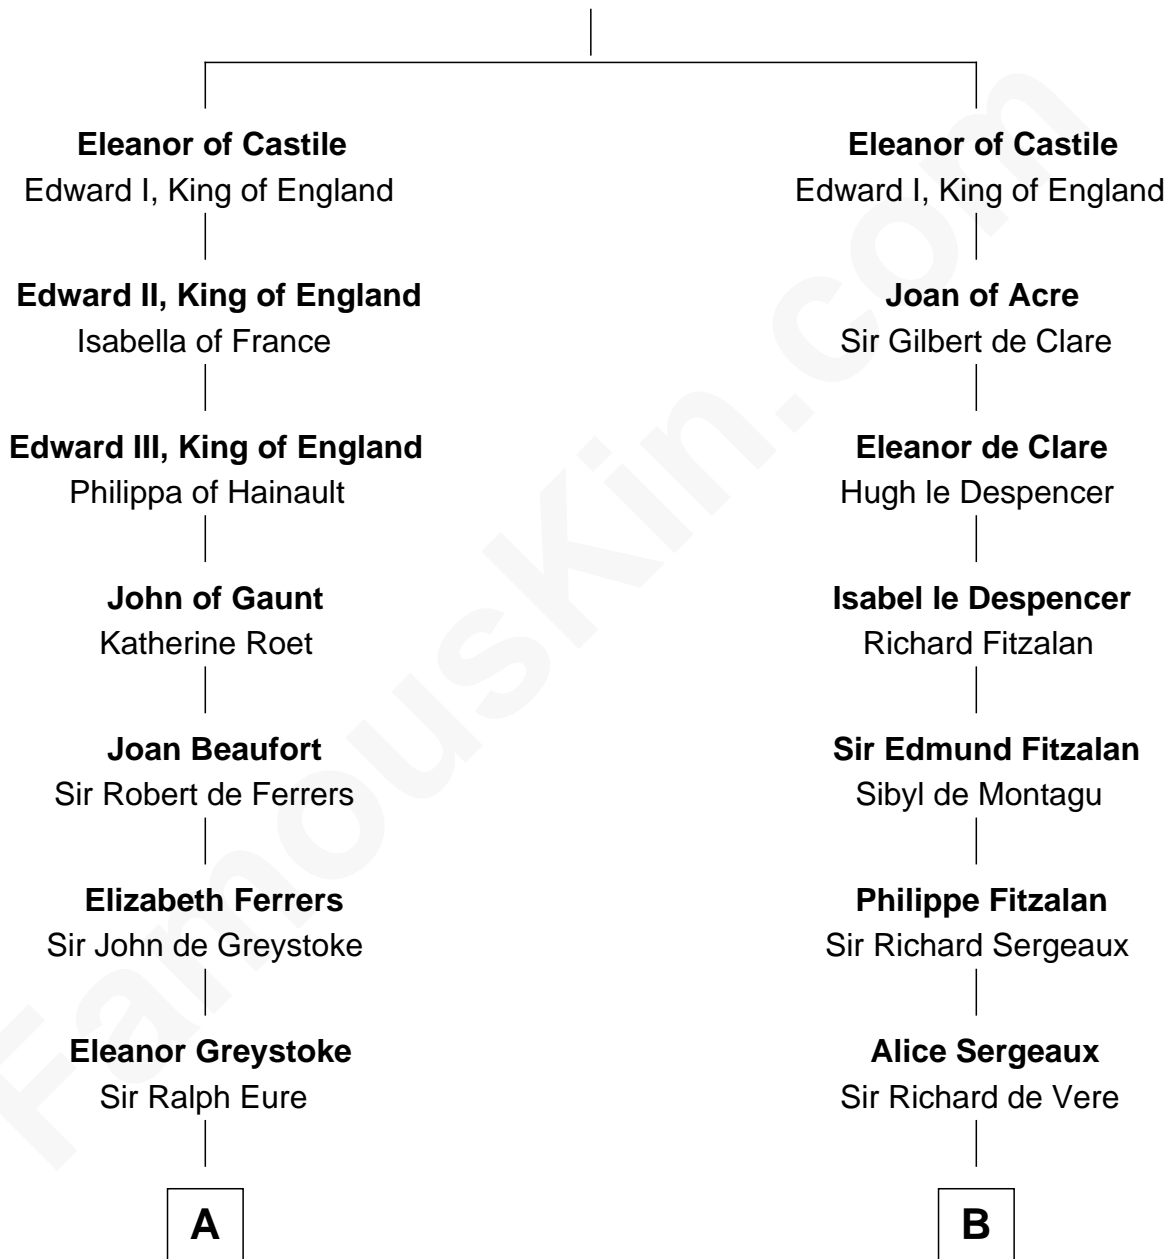 Eleanor of Castile
Edward I, King of England
Edward II, King of England
Isabella of France
Edward III, King of England
Philippa of Hainault
John of Gaunt
Katherine Roet
Joan Beaufort
Sir Robert de Ferrers
Elizabeth Ferrers
Sir John de Greystoke
Eleanor Greystoke
Sir Ralph Eure
A
Eleanor of Castile
Edward I, King of England
Joan of Acre
Sir Gilbert de Clare
Eleanor de Clare
Hugh le Despencer
Isabel le Despencer
Richard Fitzalan
Sir Edmund Fitzalan
Sibyl de Montagu
Philippe Fitzalan
Sir Richard Sergeaux
Alice Sergeaux
Sir Richard de Vere
B
FamousKin.com